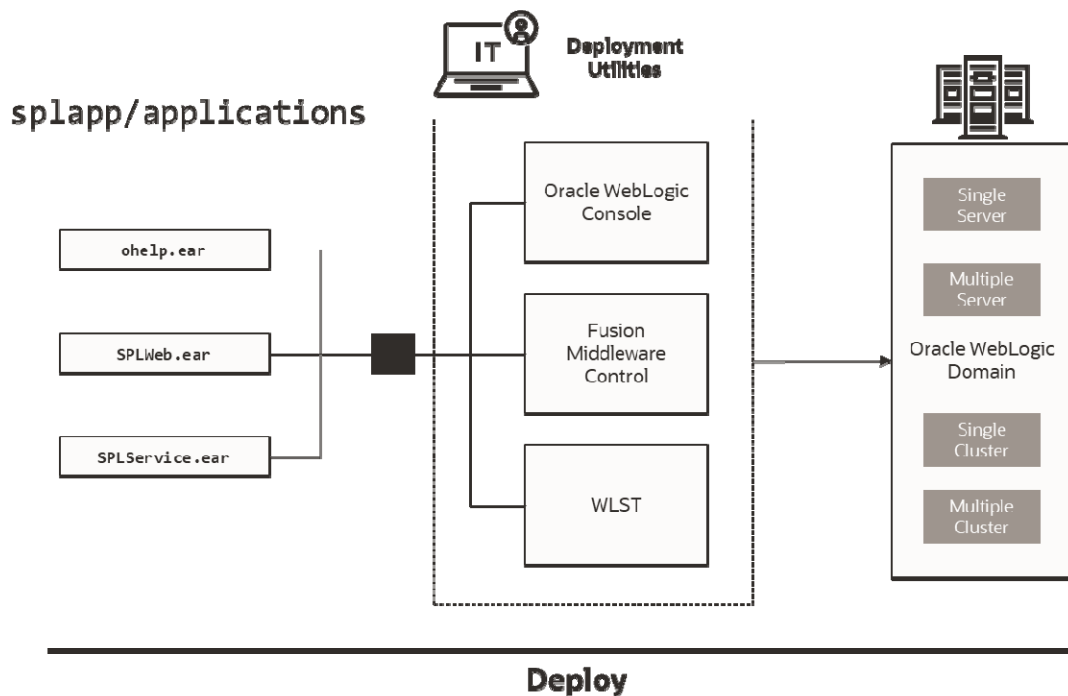 IT
Deployment
Utilities
splapp/applications
ohelp.ear
SPLWeb.ear
SPLService.ear
Oracle WebLogic
Console
Fusion
Middleware
Control
WLST
Single
Server
Multiple
Server
Oracle WebLogic
Domain
Single
Cluster
Multiple
Cluster
Deploy